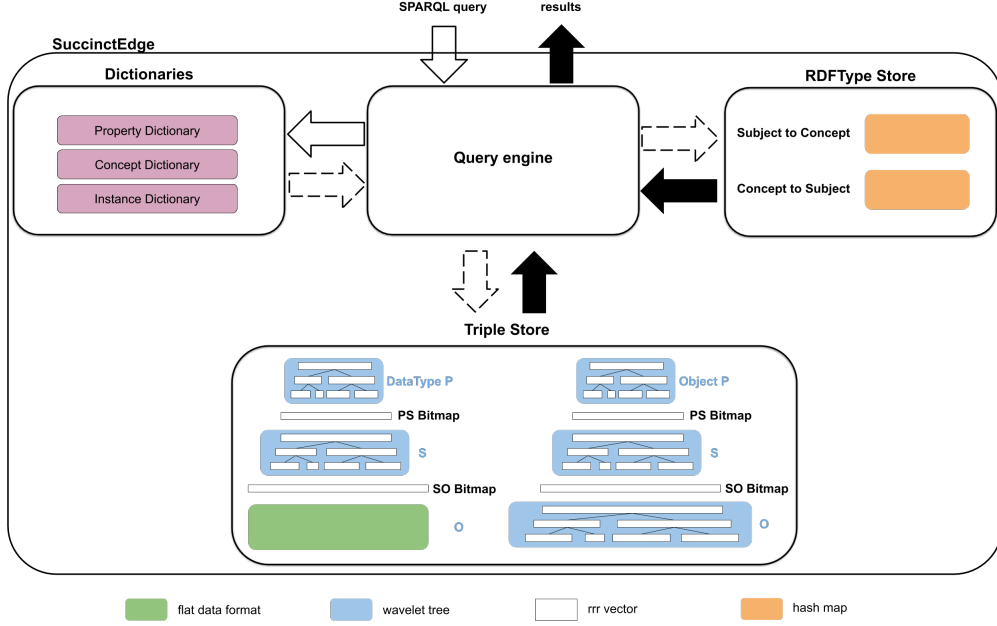 SPARQL query
results
SuccinctEdge
Dictionaries
RDFType Store
Property Dictionary
Concept Dictionary
Instance Dictionary
Query engine
Subject to Concept
Concept to Subject
Triple Store
DataType P
Object P
PS Bitmap
PS Bitmap
S
S
SO Bitmap
SO Bitmap
O
O
flat data format
wavelet tree
rrr vector
hash map